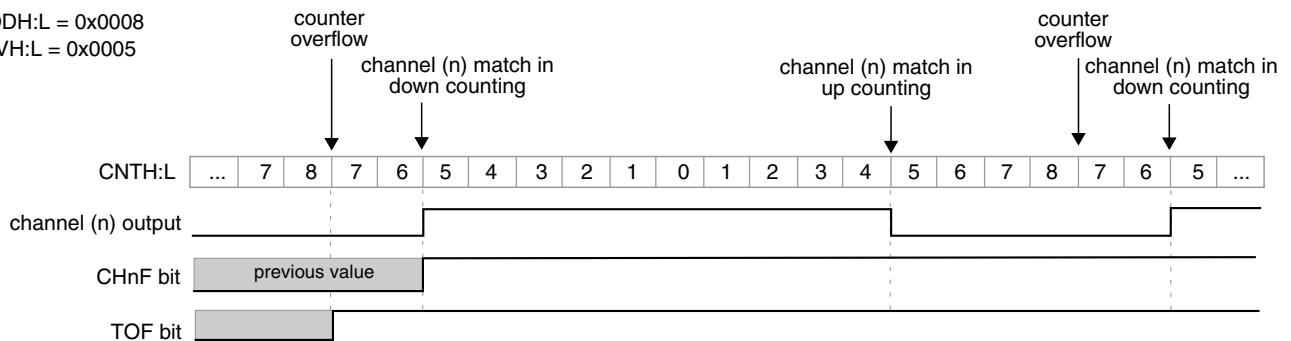 DH:L = 0x0008
VH:L = 0x0005
counter
overflow
channel (n) match in
down counting
channel (n) match in
up counting
counter
overflow
channel (n) match in
down counting
CNTH:L ... 7 8 7 6 5 4 3 2 1 0 1 2 3 4 5 6 7 8 7 6 5 ...
channel (n) output
CHnF bit previous value
TOF bit